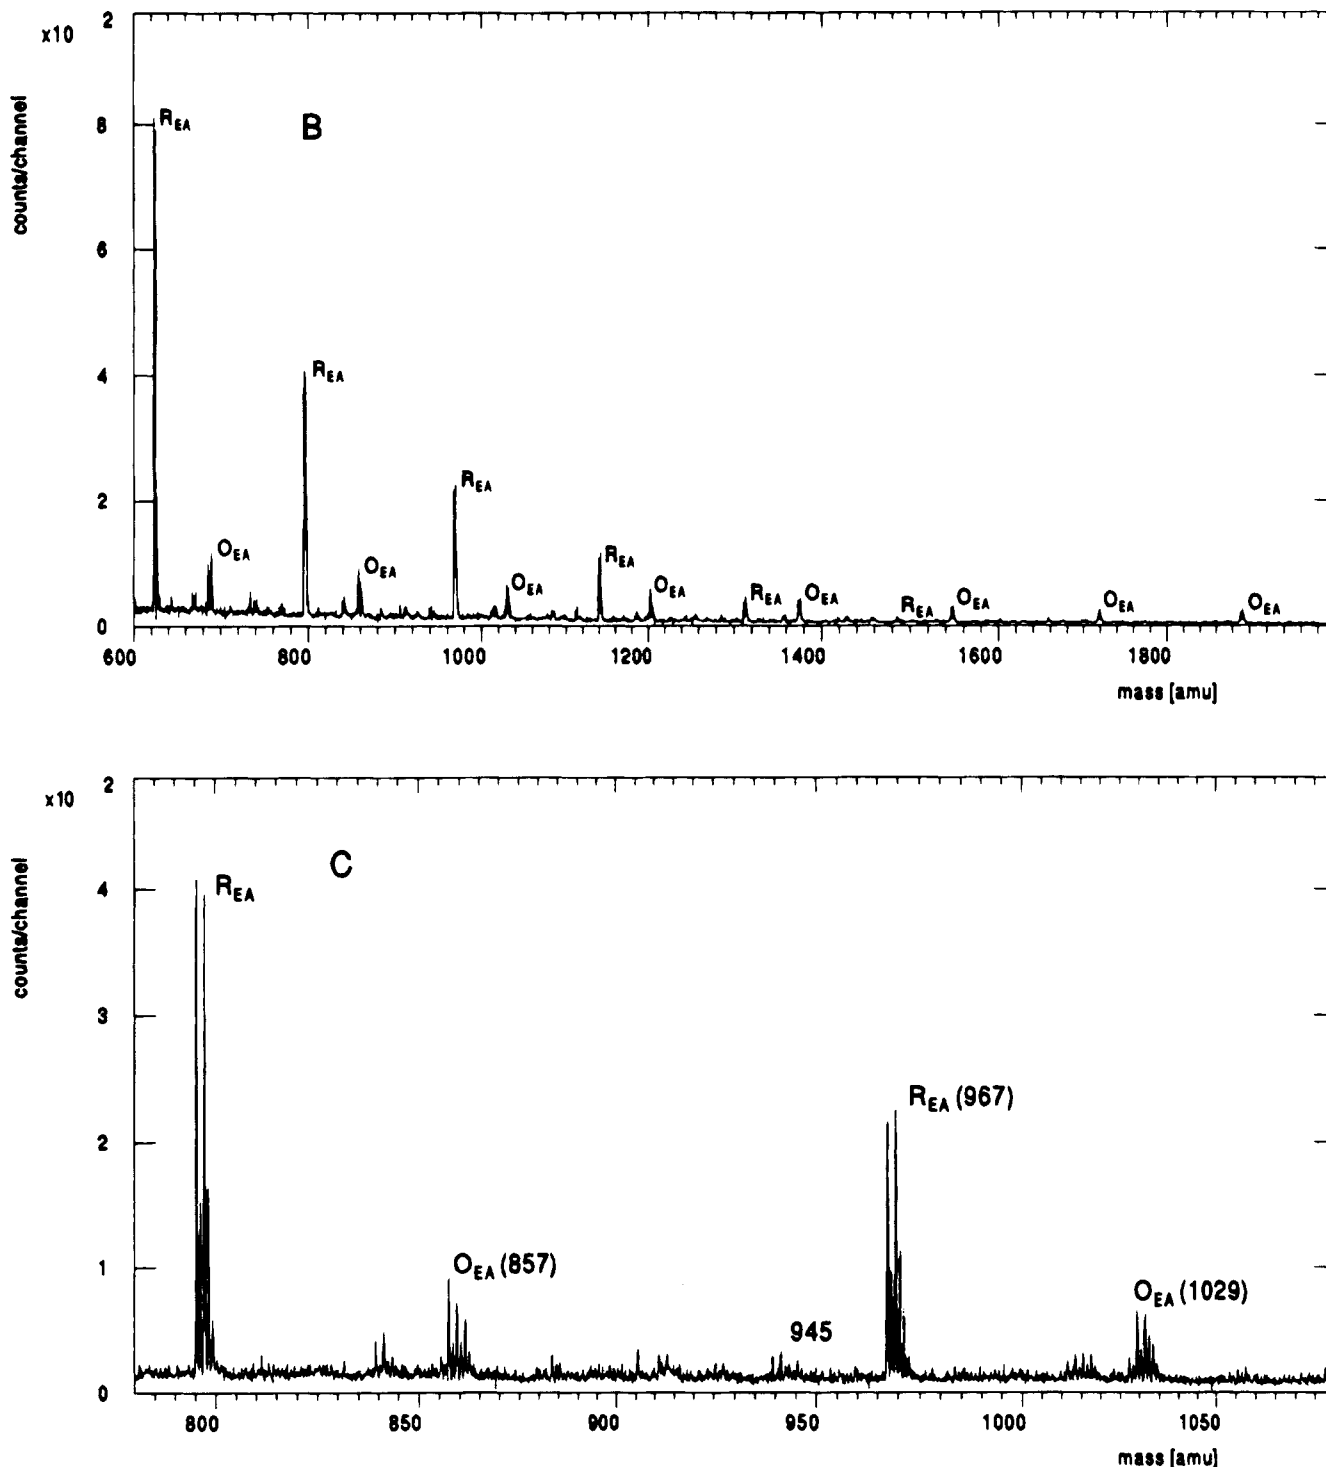 2
x10
counts/channel
B
R_EA
8
6
R_EA
4
R_EA
2
O_EA
O_EA
O_EA
R_EA
O_EA
R_EA
O_EA
R_EA
O_EA
O_EA
O_EA
0
600 800 1000 1200 1400 1600 1800
mass [amu]
2
x10
counts/channel
C
R_EA
4
3
R_EA (967)
2
O_EA (857)
O_EA (1029)
1
945
0
800 850 900 950 1000 1050
mass [amu]